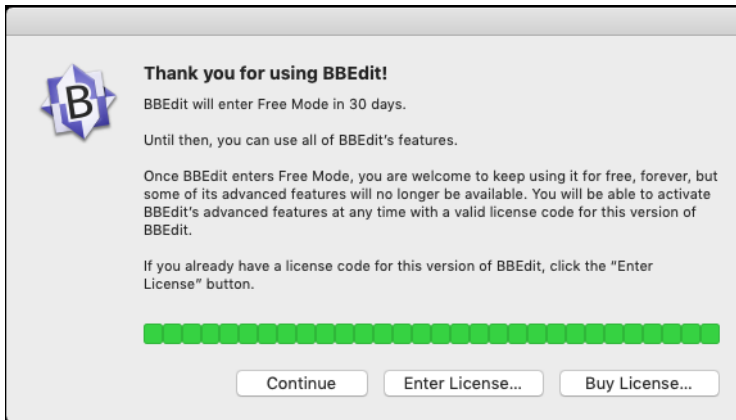 B
Thank you for using BBEdit!
BBEdit will enter Free Mode in 30 days.
Until then, you can use all of BBEdit's features.
Once BBEdit enters Free Mode, you are welcome to keep using it for free, forever, but
some of its advanced features will no longer be available. You will be able to activate
BBEdit's advanced features at any time with a valid license code for this version of
BBEdit.
If you already have a license code for this version of BBEdit, click the “Enter
License” button.
Continue
Enter License...
Buy License...